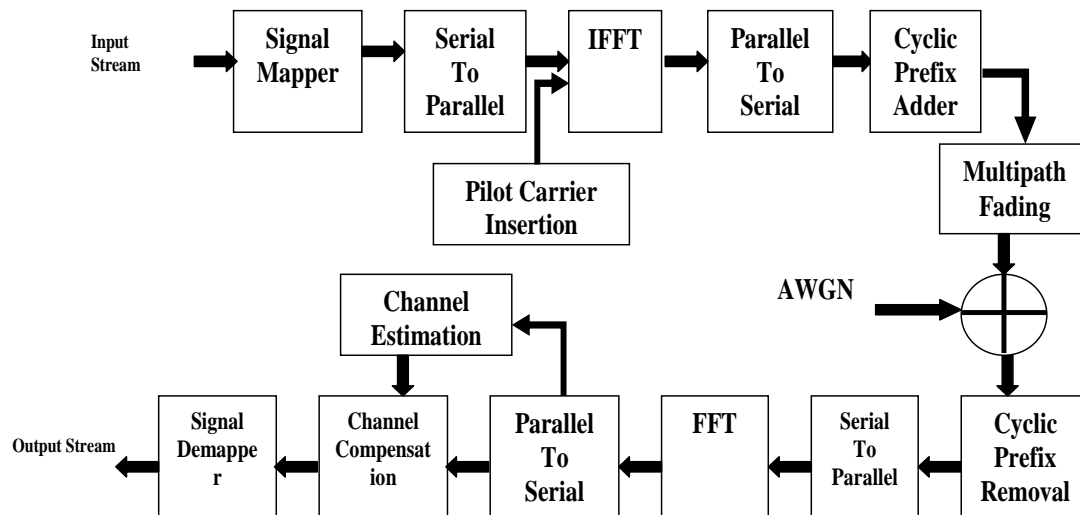 Input
Stream
Signal
Mapper
Serial
To
Parallel
IFFT
Parallel
To
Serial
Cyclic
Prefix
Adder
Pilot Carrier
Insertion
Multipath
Fading
AWGN
Channel
Estimation
Output Stream
Signal
Demappe
r
Channel
Compensat
ion
Parallel
To
Serial
FFT
Serial
To
Parallel
Cyclic
Prefix
Removal